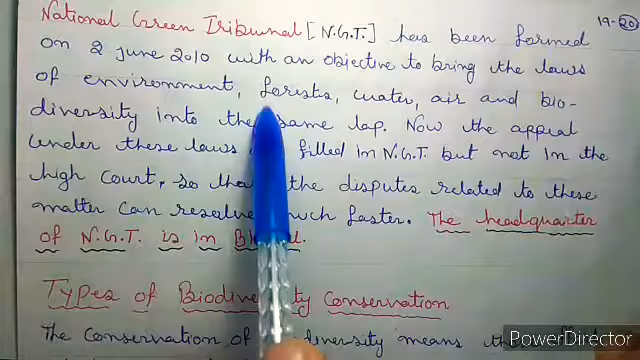 19-20
National Green Tribunal [N.G.T.] has been formed
on 2 june 2010 with an objective to bring the laws
of environment, forests, water, air and bio-
diversity into the same lap. Now the appeal
under these laws filled in N.G.T. but not in the
high court, so the disputes related to these
matter can resolve much faster. The headquarter
of N.G.T. is in
Types of Biodiversity Conservation
The Conservation of diversity means
PowerDirector